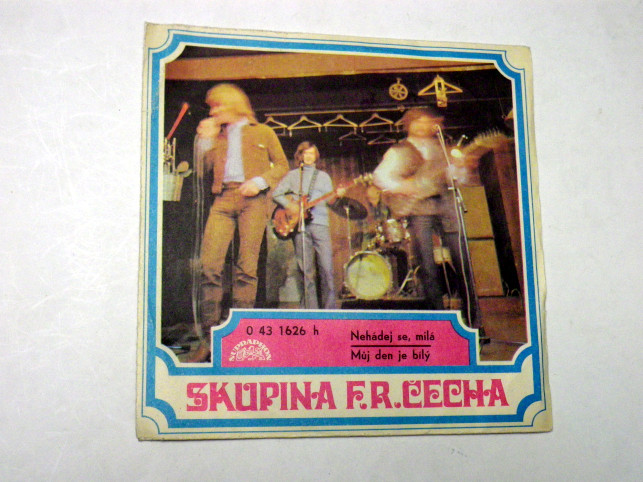 0 43 1626 h
SUPRAPHON
Nehádej se, milá
Můj den je bílý
SKUPINA F.R.ČECHA